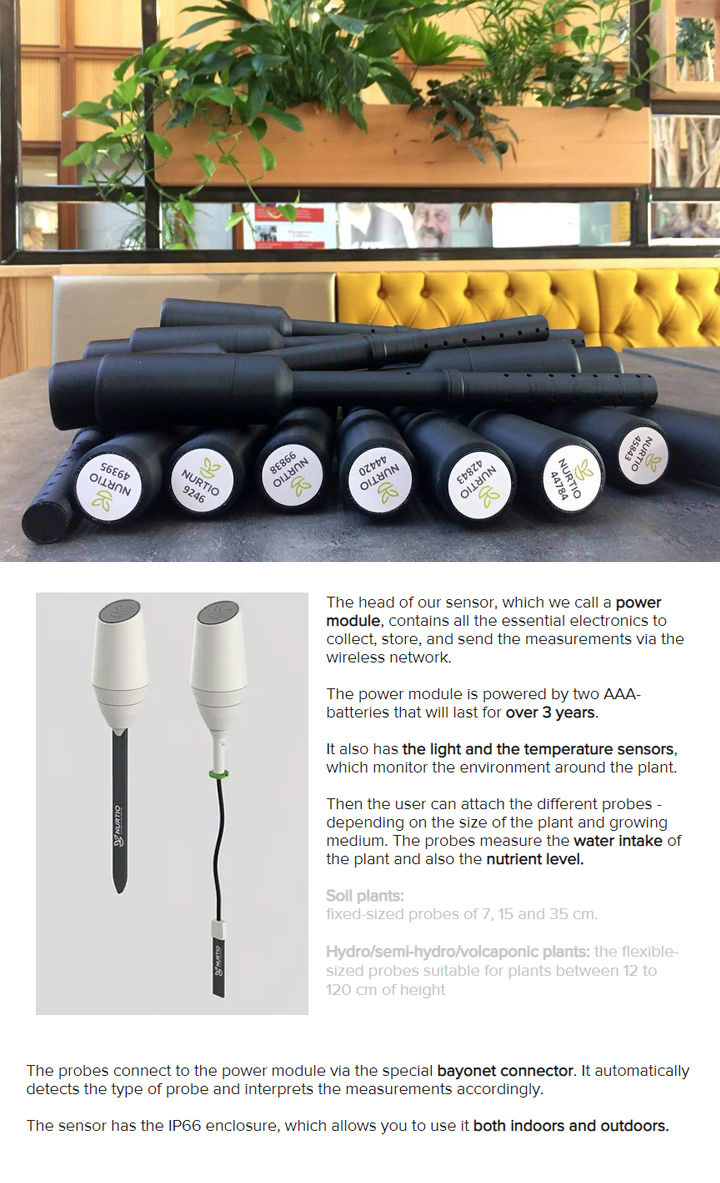 NURTIO
49395
NURTIO
9246
NURTIO
99838
NURTIO
44420
NURTIO
42843
NURTIO
44784
NURTIO
45843
The head of our sensor, which we call a power
module, contains all the essential electronics to
collect, store, and send the measurements via the
wireless network.
The power module is powered by two AAA-
batteries that will last for over 3 years.
It also has the light and the temperature sensors,
which monitor the environment around the plant.
Then the user can attach the different probes -
depending on the size of the plant and growing
medium. The probes measure the water intake of
the plant and also the nutrient level.
Soil plants:
fixed-sized probes of 7, 15 and 35 cm.
Hydro/semi-hydro/volcaponic plants: the flexible-
sized probes suitable for plants between 12 to
120 cm of height
NURTIO
NURTIO
The probes connect to the power module via the special bayonet connector. It automatically
detects the type of probe and interprets the measurements accordingly.
The sensor has the IP66 enclosure, which allows you to use it both indoors and outdoors.